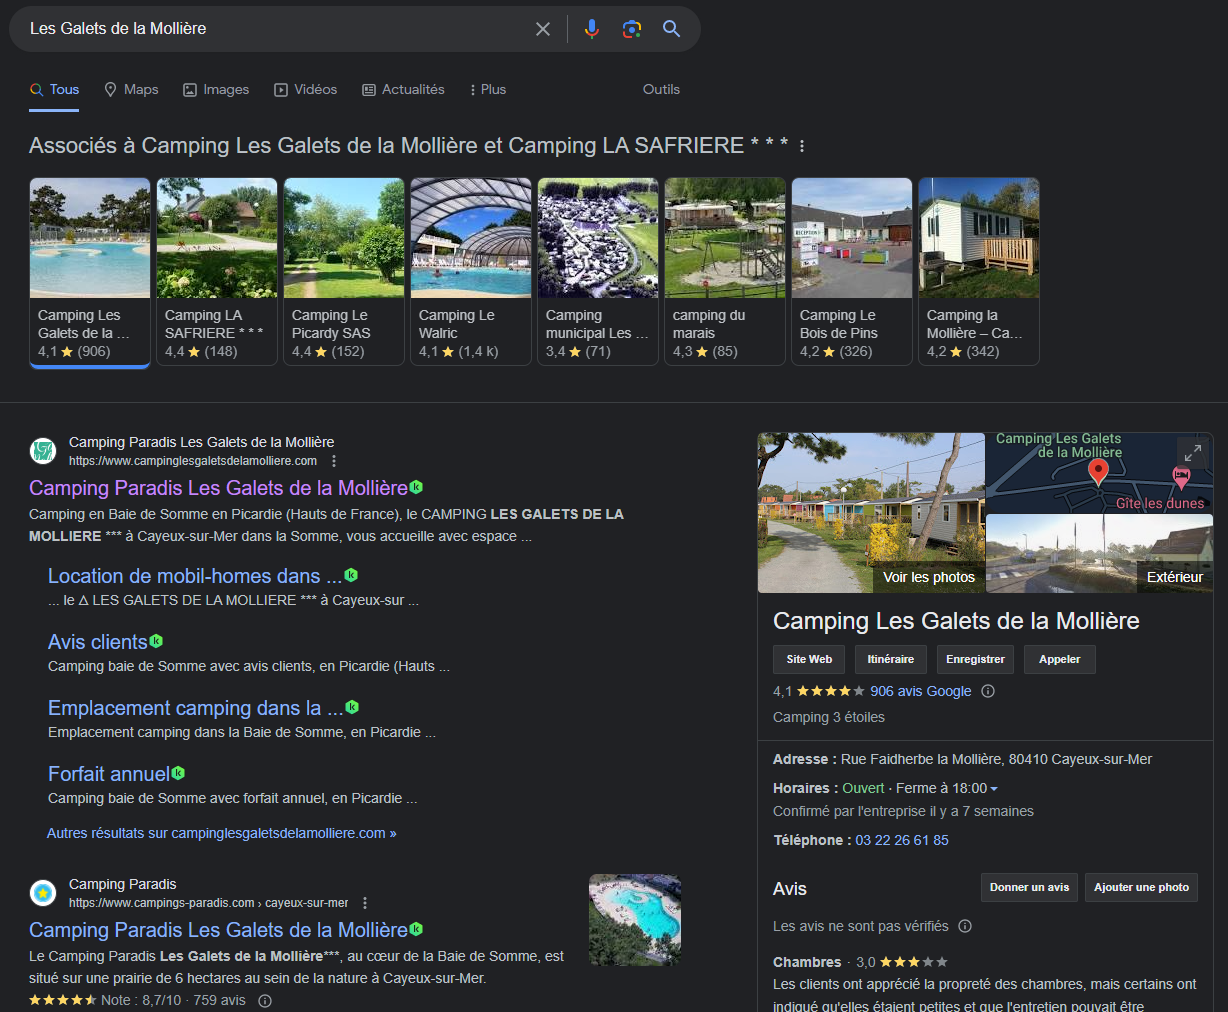 Les Galets de la Mollière
Tous
Maps
Images
Vidéos
Actualités
Plus
Outils
Associés à Camping Les Galets de la Mollière et Camping LA SAFRIERE * * *
Camping Les
Galets de la ...
4,1 ★ (906)
Camping LA
SAFRIERE * * *
4,4 ★ (148)
Camping Le
Picardy SAS
4,4 ★ (152)
Camping Le
Walric
4,1 ★ (1,4 k)
Camping
municipal Les ...
3,4 ★ (71)
camping du
marais
4,3 ★ (85)
RECEPTION
Camping Le
Bois de Pins
4,2 ★ (326)
Camping la
Mollière – Ca...
4,2 ★ (342)
Camping Paradis Les Galets de la Mollière
https://www.campinglesgaletsdelamolliere.com
Camping Paradis Les Galets de la Mollière
Camping en Baie de Somme en Picardie (Hauts de France), le CAMPING LES GALETS DE LA
MOLLIERE *** à Cayeux-sur-Mer dans la Somme, vous accueille avec espace ...
Location de mobil-homes dans ...
... le Δ LES GALETS DE LA MOLLIERE *** à Cayeux-sur ...
Avis clients
Camping baie de Somme avec avis clients, en Picardie (Hauts ...
Emplacement camping dans la ...
Emplacement camping dans la Baie de Somme, en Picardie ...
Forfait annuel
Camping baie de Somme avec forfait annuel, en Picardie ...
Autres résultats sur campinglesgaletsdelamolliere.com »
Camping Paradis
https://www.campings-paradis.com › cayeux-sur-mer
Camping Paradis Les Galets de la Mollière
Le Camping Paradis Les Galets de la Mollière***, au cœur de la Baie de Somme, est
situé sur une prairie de 6 hectares au sein de la nature à Cayeux-sur-Mer.
Note : 8,7/10 · 759 avis
Voir les photos
Camping Les Galets
de la Mollière
Gîte les dunes
Extérieur
Camping Les Galets de la Mollière
Site Web
Itinéraire
Enregistrer
Appeler
4,1 ★★★★★ 906 avis Google
Camping 3 étoiles
Adresse : Rue Faidherbe la Mollière, 80410 Cayeux-sur-Mer
Horaires : Ouvert · Ferme à 18:00
Confirmé par l'entreprise il y a 7 semaines
Téléphone : 03 22 26 61 85
Avis
Donner un avis
Ajouter une photo
Les avis ne sont pas vérifiés
Chambres · 3,0 ★★★★★
Les clients ont apprécié la propreté des chambres, mais certains ont
indiqué qu'elles étaient petites et que l'entretien pouvait être